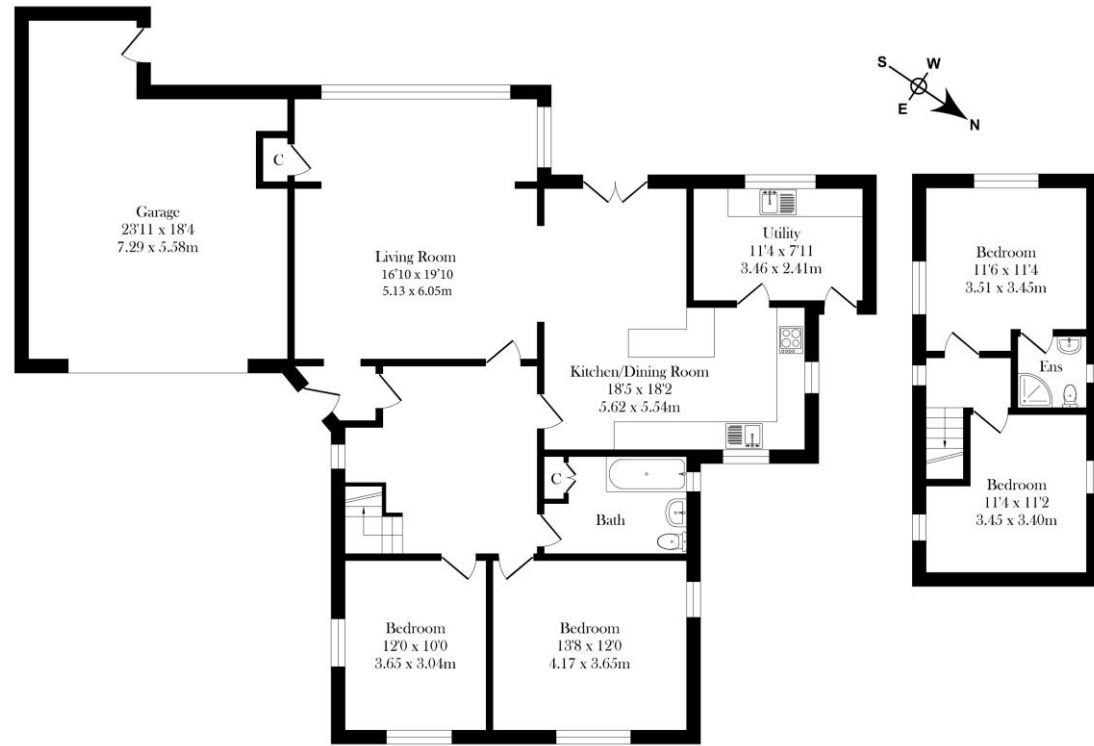 S
W
E
N
C
Garage
23'11 x 18'4
7.29 x 5.58m
Living Room
16'10 x 19'10
5.13 x 6.05m
Utility
11'4 x 7'11
3.46 x 2.41m
Kitchen/Dining Room
18'5 x 18'2
5.62 x 5.54m
C
Bath
Bedroom
12'0 x 10'0
3.65 x 3.04m
Bedroom
13'8 x 12'0
4.17 x 3.65m
Bedroom
11'6 x 11'4
3.51 x 3.45m
Ens
Bedroom
11'4 x 11'2
3.45 x 3.40m